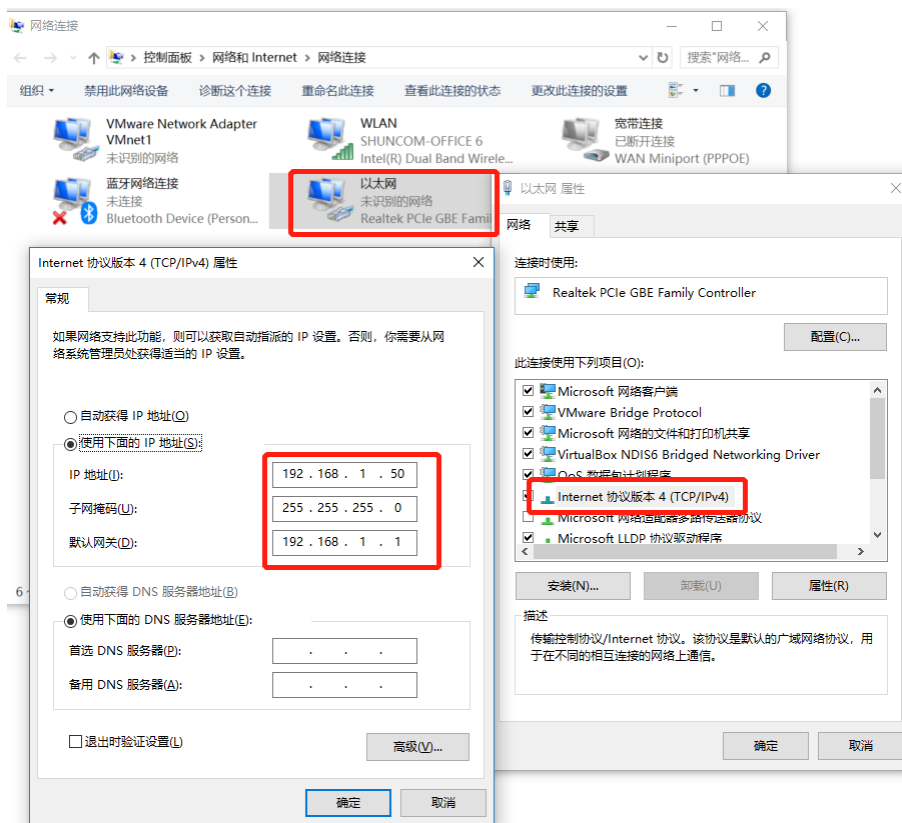 网络连接
控制面板 › 网络和 Internet › 网络连接
搜索"网络...
组织
禁用此网络设备
诊断这个连接
重命名此连接
查看此连接的状态
更改此连接的设置
VMware Network Adapter
VMnet1
未识别的网络
WLAN
SHUNCOM-OFFICE 6
Intel(R) Dual Band Wirele...
宽带连接
已断开连接
WAN Miniport (PPPOE)
蓝牙网络连接
未连接
Bluetooth Device (Person...
以太网
未识别的网络
Realtek PCIe GBE Famil
以太网 属性
网络
共享
连接时使用:
Realtek PCIe GBE Family Controller
配置(C)...
此连接使用下列项目(O):
Microsoft 网络客户端
VMware Bridge Protocol
Microsoft 网络的文件和打印机共享
VirtualBox NDIS6 Bridged Networking Driver
QoS 数据包计划程序
Internet 协议版本 4 (TCP/IPv4)
Microsoft 网络适配器多路传送器协议
Microsoft LLDP 协议驱动程序
安装(N)...
卸载(U)
属性(R)
描述
传输控制协议/Internet 协议。该协议是默认的广域网络协议，用
于在不同的相互连接的网络上通信。
确定
取消
Internet 协议版本 4 (TCP/IPv4) 属性
常规
如果网络支持此功能，则可以获取自动指派的 IP 设置。否则，你需要从网
络系统管理员处获得适当的 IP 设置。
自动获得 IP 地址(O)
使用下面的 IP 地址(S):
IP 地址(I):
192 . 168 . 1 . 50
子网掩码(U):
255 . 255 . 255 . 0
默认网关(D):
192 . 168 . 1 . 1
自动获得 DNS 服务器地址(B)
使用下面的 DNS 服务器地址(E):
首选 DNS 服务器(P):
. . .
备用 DNS 服务器(A):
. . .
退出时验证设置(L)
高级(V)...
确定
取消
6